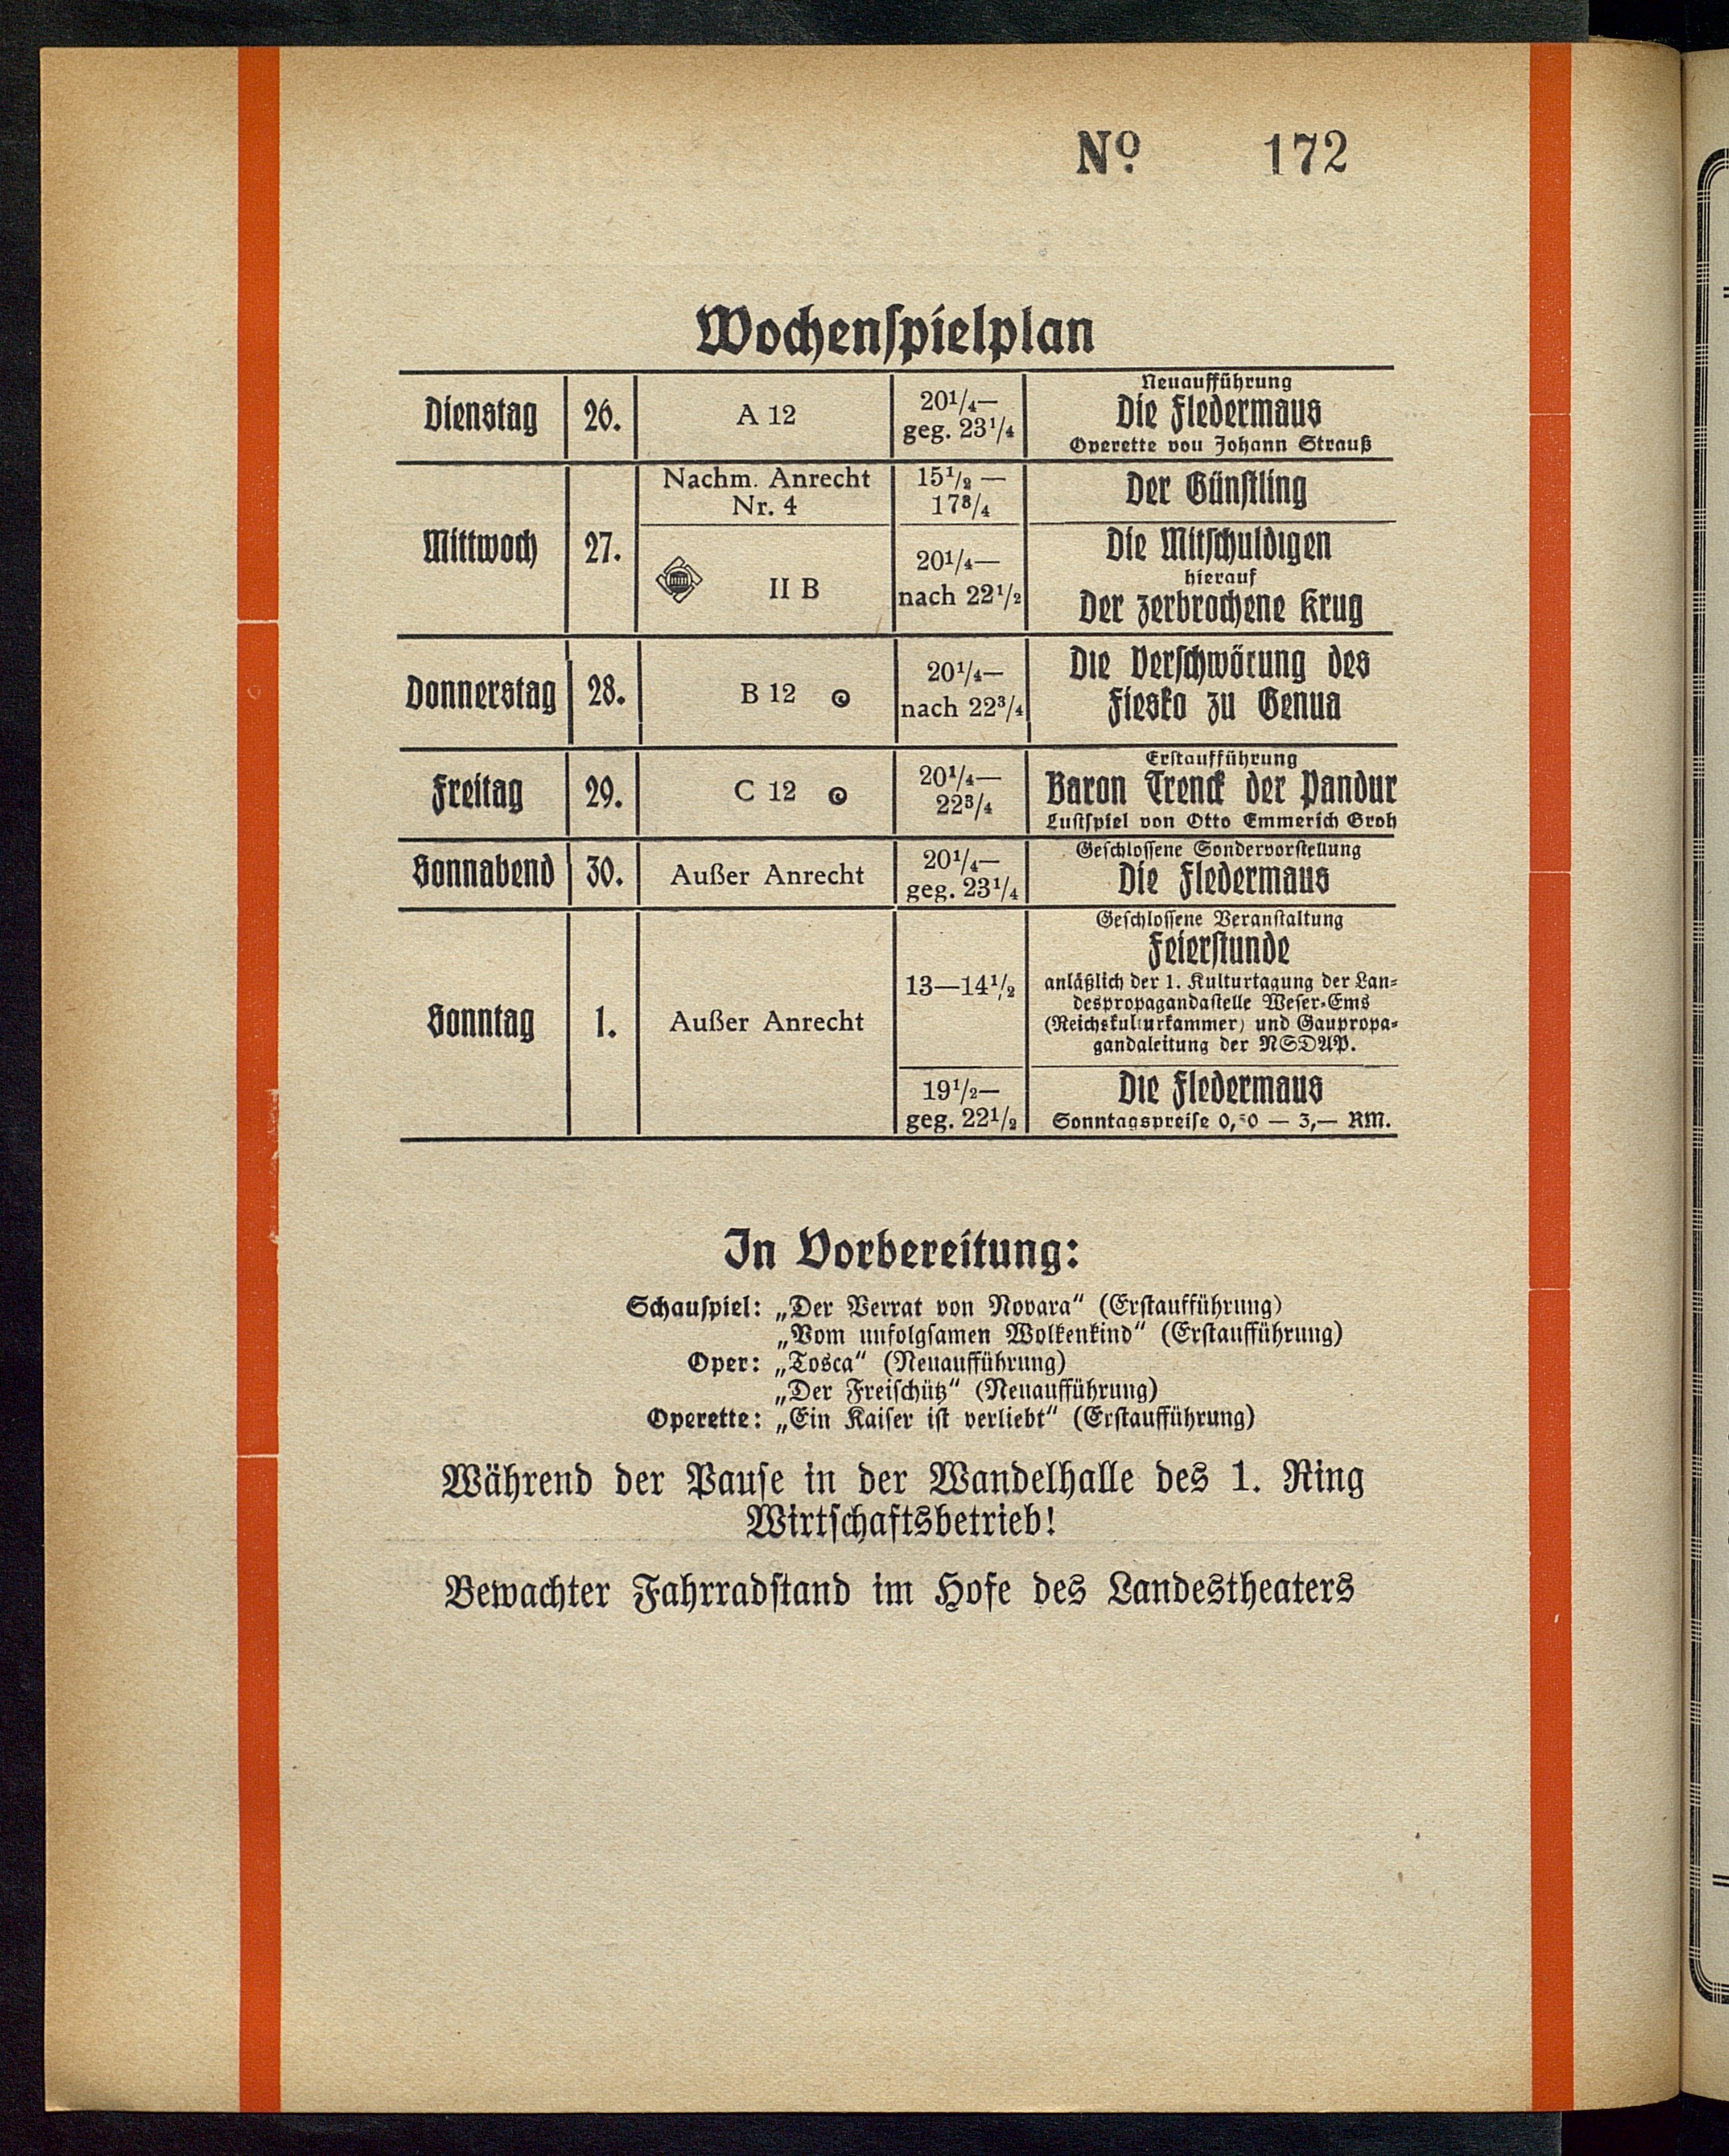 Nº 172
Wochenspielplan
Dienstag 26. A 12 20¹/₄— geg. 23¹/₄
Neuaufführung
Die Fledermaus
Operette von Johann Strauß
Mittwoch 27.
Nachm. Anrecht Nr. 4 15¹/₂ — 17³/₄ Der Günstling
II B 20¹/₄— nach 22¹/₂
Die Mitschuldigen
hierauf
Der zerbrochene Krug
Donnerstag 28. B 12 20¹/₄— nach 22³/₄
Die Verschwörung des
Fiesko zu Genua
Freitag 29. C 12 20¹/₄— 22³/₄
Erstaufführung
Baron Trenck der Pandur
Lustspiel von Otto Emmerich Groh
Sonnabend 30. Außer Anrecht 20¹/₄— geg. 23¹/₄
Geschlossene Sondervorstellung
Die Fledermaus
Sonntag 1. Außer Anrecht
13—14¹/₂
Geschlossene Veranstaltung
Feierstunde
anläßlich der 1. Kulturtagung der Lan-
despropagandastelle Weser-Ems
(Reichskulturkammer) und Gaupropa-
gandaleitung der NSDAP.
19¹/₂— geg. 22¹/₂
Die Fledermaus
Sonntagspreise 0,50 — 3,— RM.
In Vorbereitung:
Schauspiel: „Der Verrat von Novara“ (Erstaufführung)
„Vom unfolgsamen Wolkenkind“ (Erstaufführung)
Oper: „Tosca“ (Neuaufführung)
„Der Freischütz“ (Neuaufführung)
Operette: „Ein Kaiser ist verliebt“ (Erstaufführung)
Während der Pause in der Wandelhalle des 1. Ring
Wirtschaftsbetrieb!
Bewachter Fahrradstand im Hofe des Landestheaters